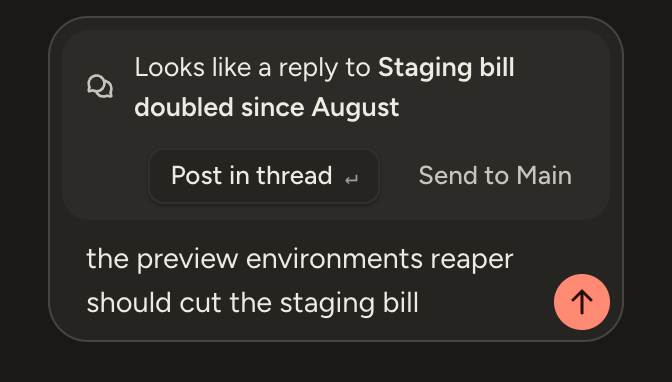 Looks like a reply to Staging bill
doubled since August
Post in thread ↵
Send to Main
the preview environments reaper
should cut the staging bill